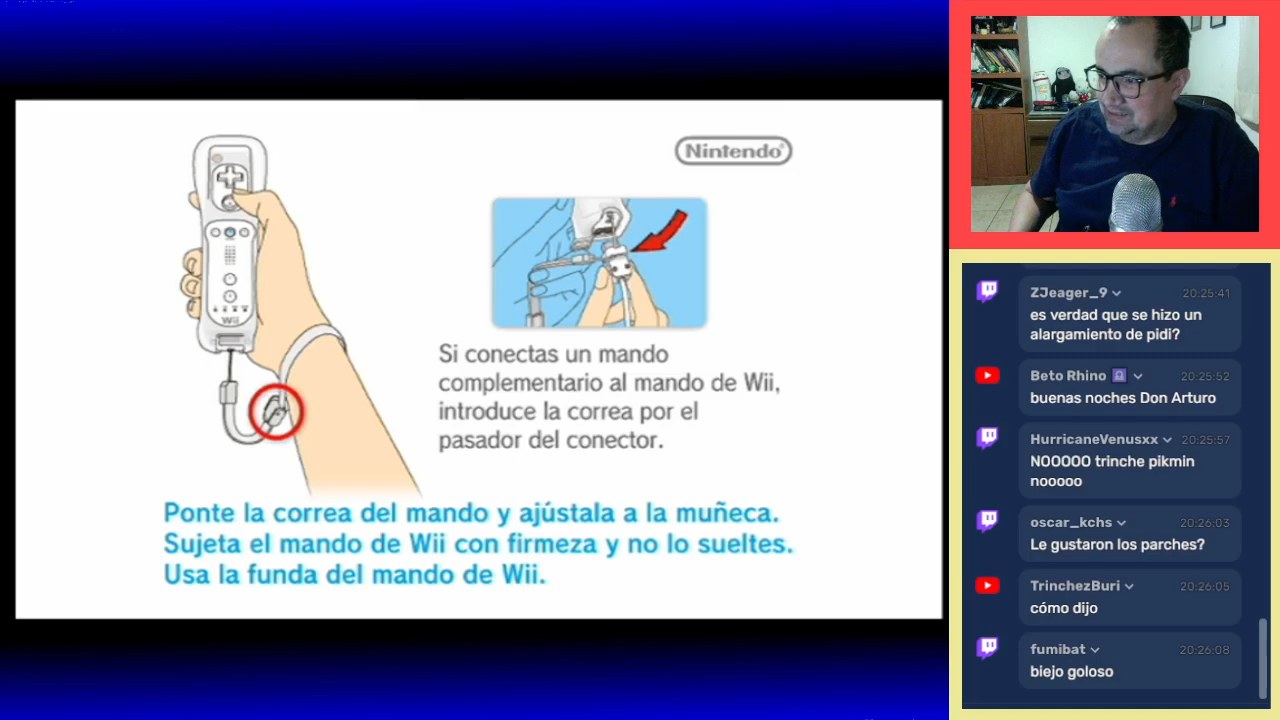 Nintendo
Wii
Si conectas un mando
complementario al mando de Wii,
introduce la correa por el
pasador del conector.
Ponte la correa del mando y ajústala a la muñeca.
Sujeta el mando de Wii con firmeza y no lo sueltes.
Usa la funda del mando de Wii.
ZJeager_9 20:25:41
es verdad que se hizo un
alargamiento de pidi?
Beto Rhino 20:25:52
buenas noches Don Arturo
HurricaneVenusxx 20:25:57
NOOOOO trinche pikmin
nooooo
oscar_kchs 20:26:03
Le gustaron los parches?
TrinchezBuri 20:26:05
cómo dijo
fumibat 20:26:08
biejo goloso